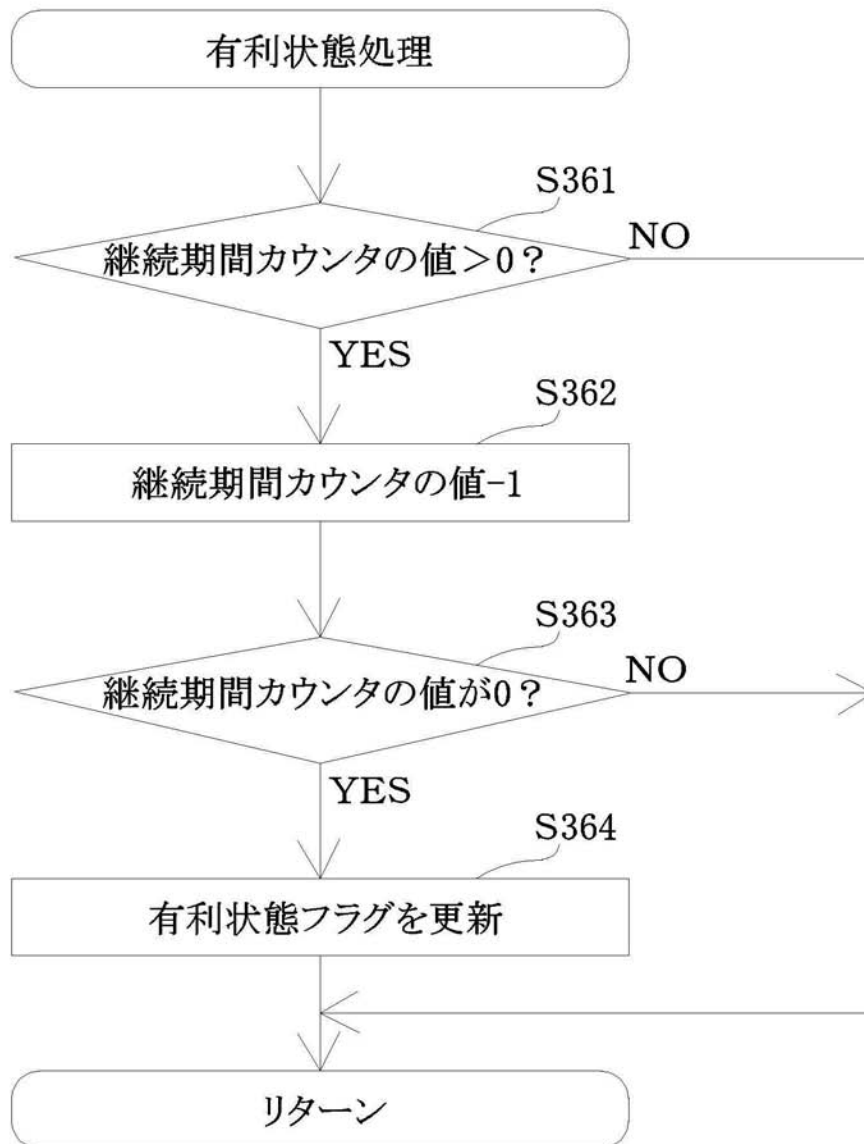 有利状態処理
S361
継続期間カウンタの値＞0？
NO
YES
S362
継続期間カウンタの値-1
S363
継続期間カウンタの値が0？
NO
YES
S364
有利状態フラグを更新
リターン